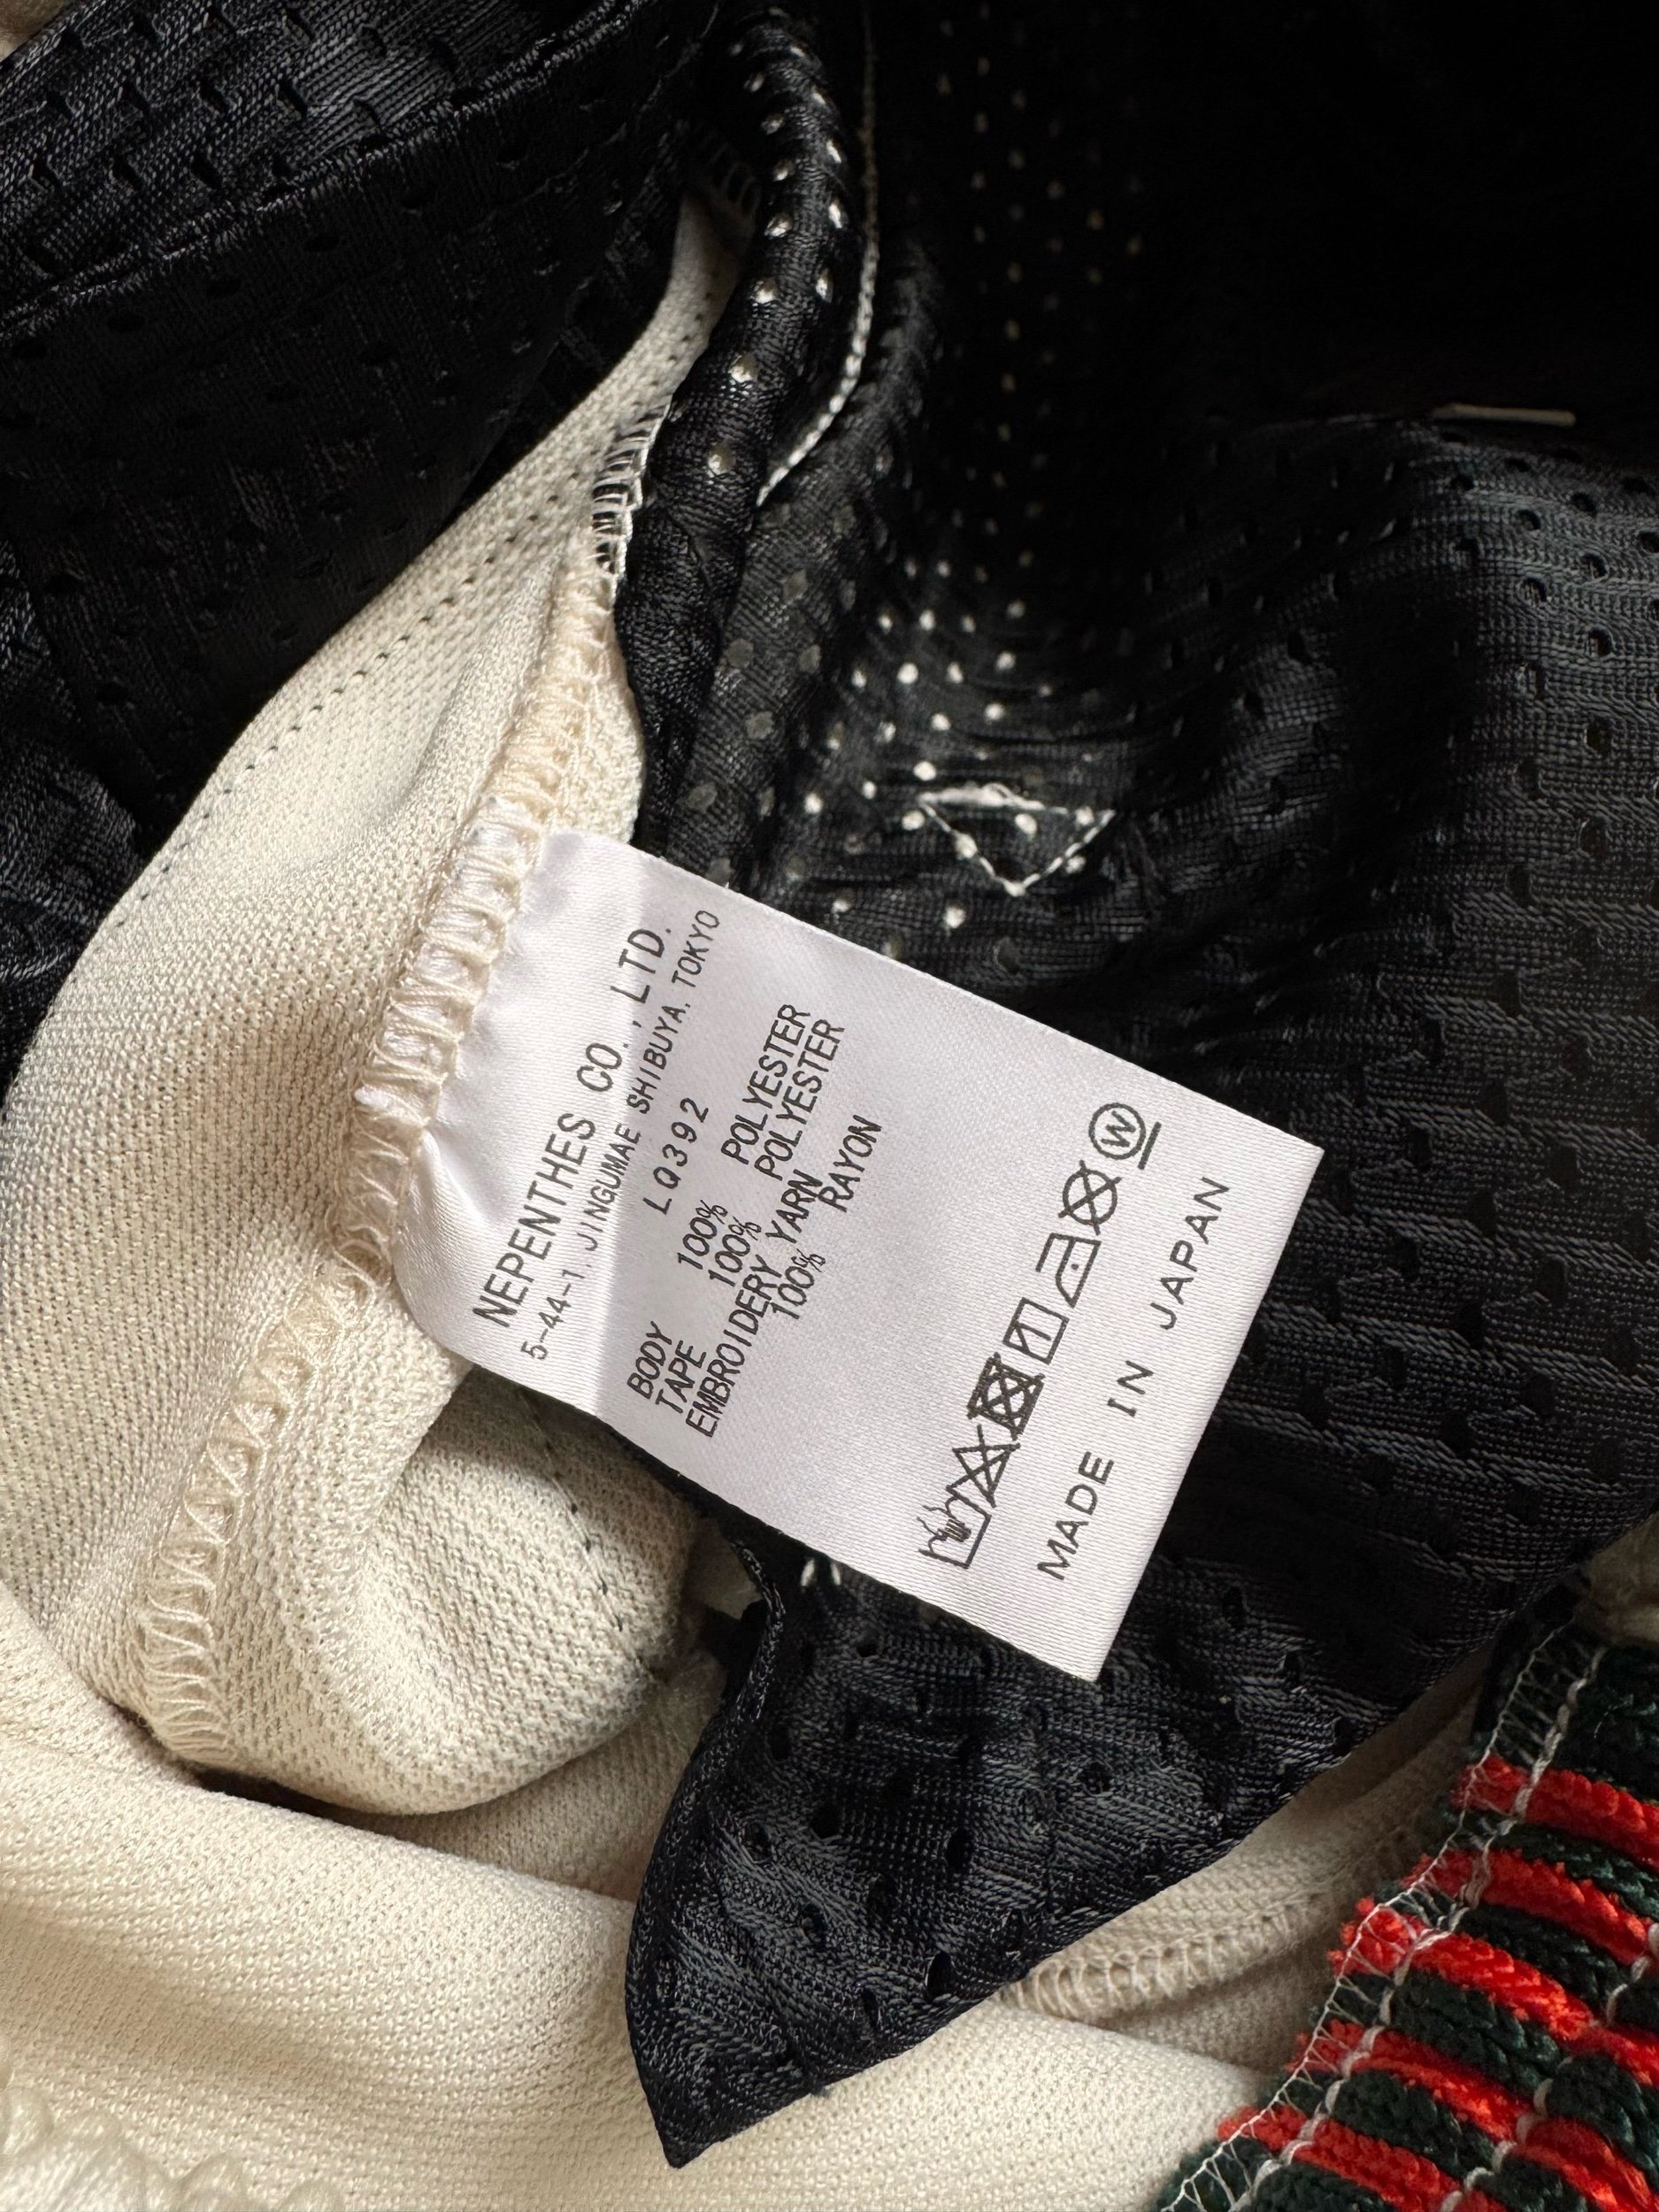 NEPENTHES CO., LTD.
5-44-1, JINGUMAE SHIBUYA, TOKYO
LQ392
BODY 100% POLYESTER
TAPE 100% POLYESTER
EMBROIDERY YARN
100% RAYON
1
W
MADE IN JAPAN